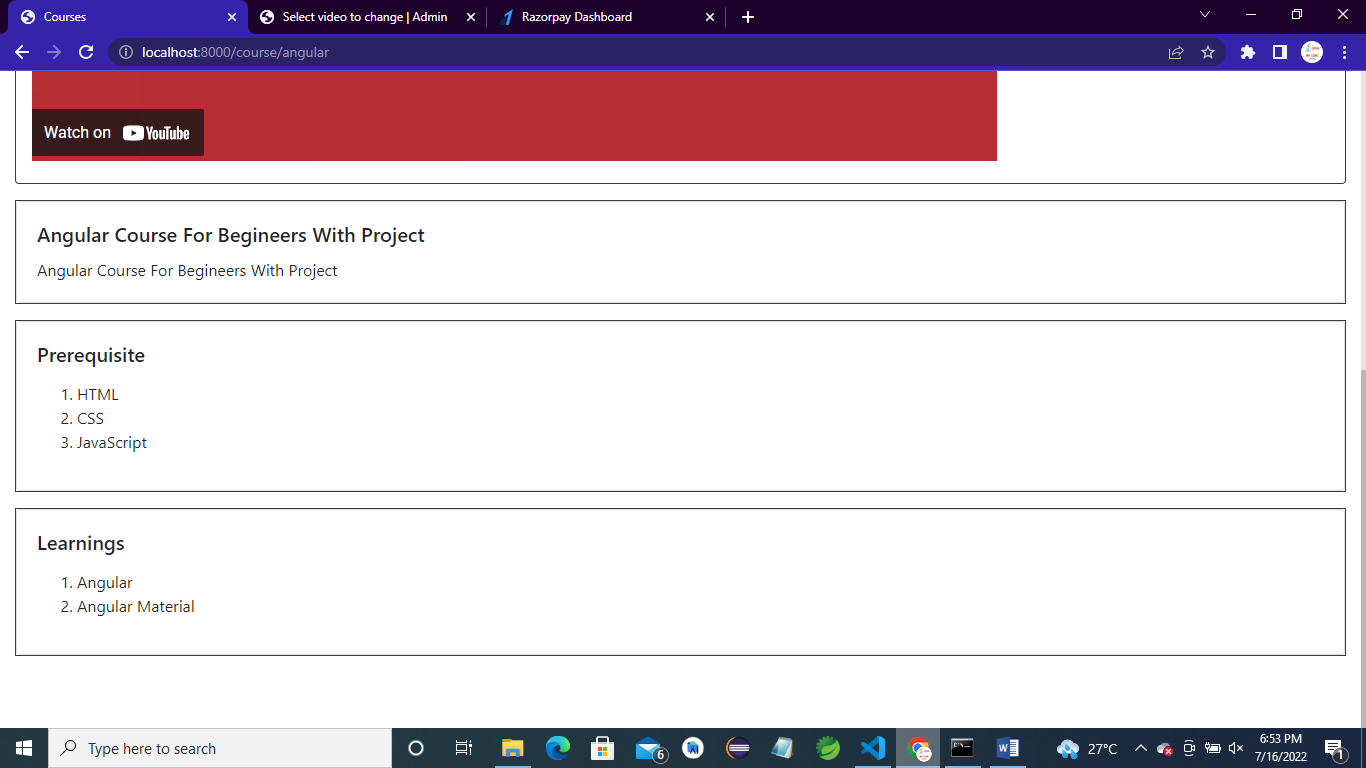 Courses
Select video to change | Admin
Razorpay Dashboard
localhost:8000/course/angular
Watch on YouTube
Angular Course For Begineers With Project
Angular Course For Begineers With Project
Prerequisite
1. HTML
2. CSS
3. JavaScript
Learnings
1. Angular
2. Angular Material
Type here to search
6
27°C
6:53 PM
7/16/2022
1